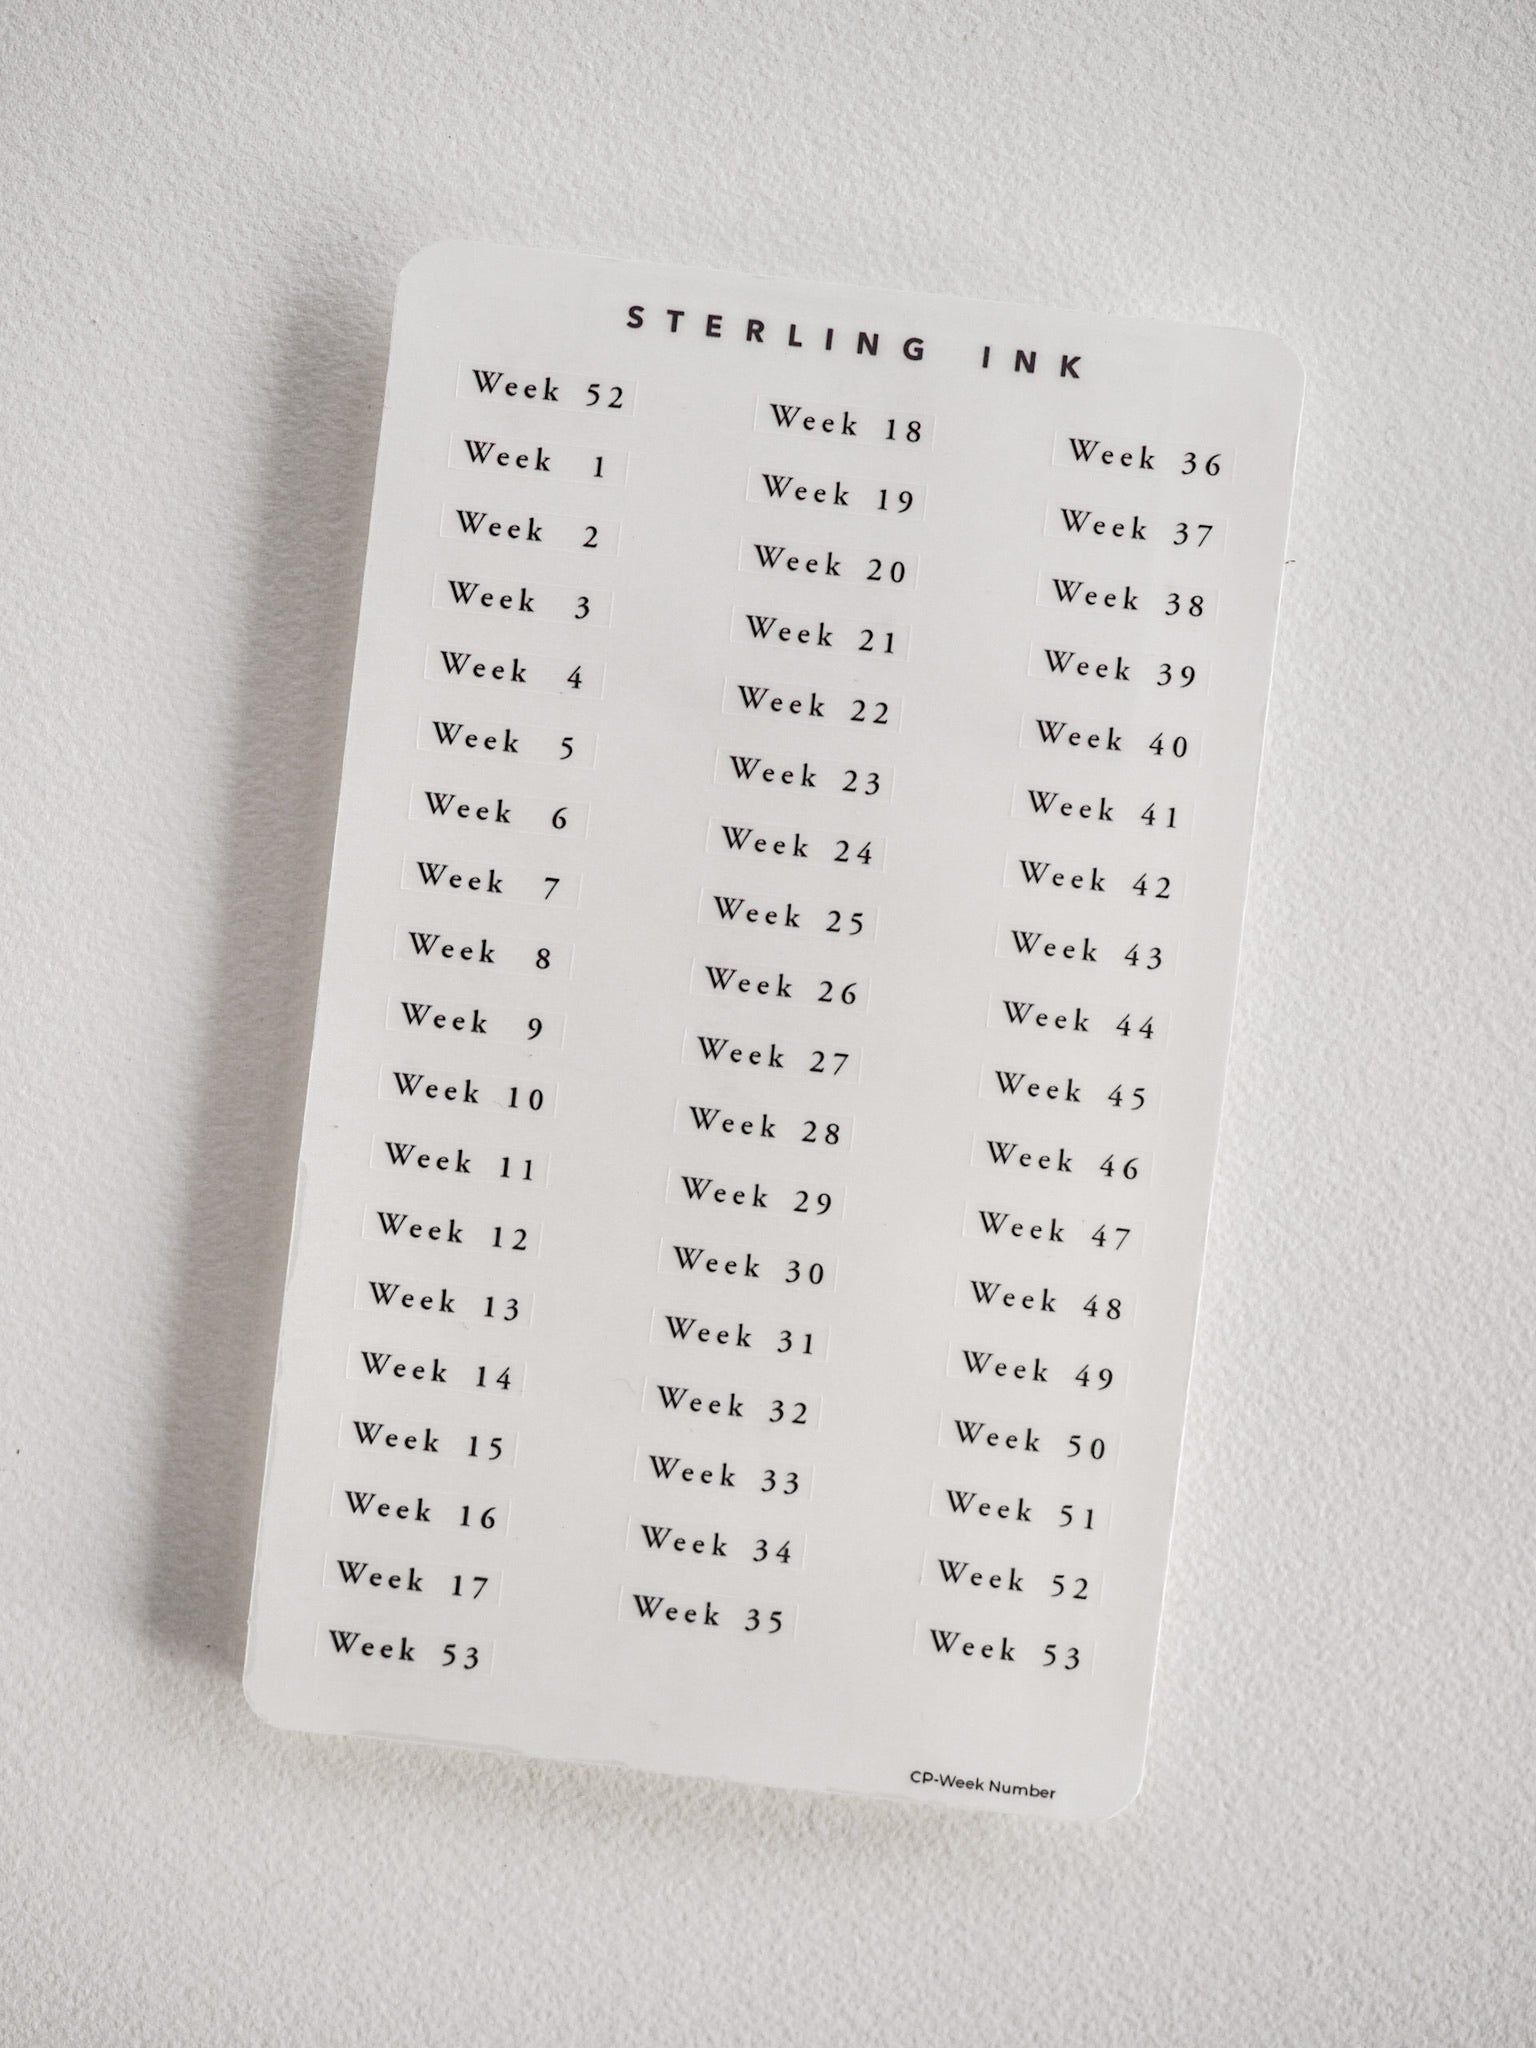 STERLING INK
Week 52
Week 1
Week 2
Week 3
Week 4
Week 5
Week 6
Week 7
Week 8
Week 9
Week 10
Week 11
Week 12
Week 13
Week 14
Week 15
Week 16
Week 17
Week 53
Week 18
Week 19
Week 20
Week 21
Week 22
Week 23
Week 24
Week 25
Week 26
Week 27
Week 28
Week 29
Week 30
Week 31
Week 32
Week 33
Week 34
Week 35
Week 36
Week 37
Week 38
Week 39
Week 40
Week 41
Week 42
Week 43
Week 44
Week 45
Week 46
Week 47
Week 48
Week 49
Week 50
Week 51
Week 52
Week 53
CP-Week Number